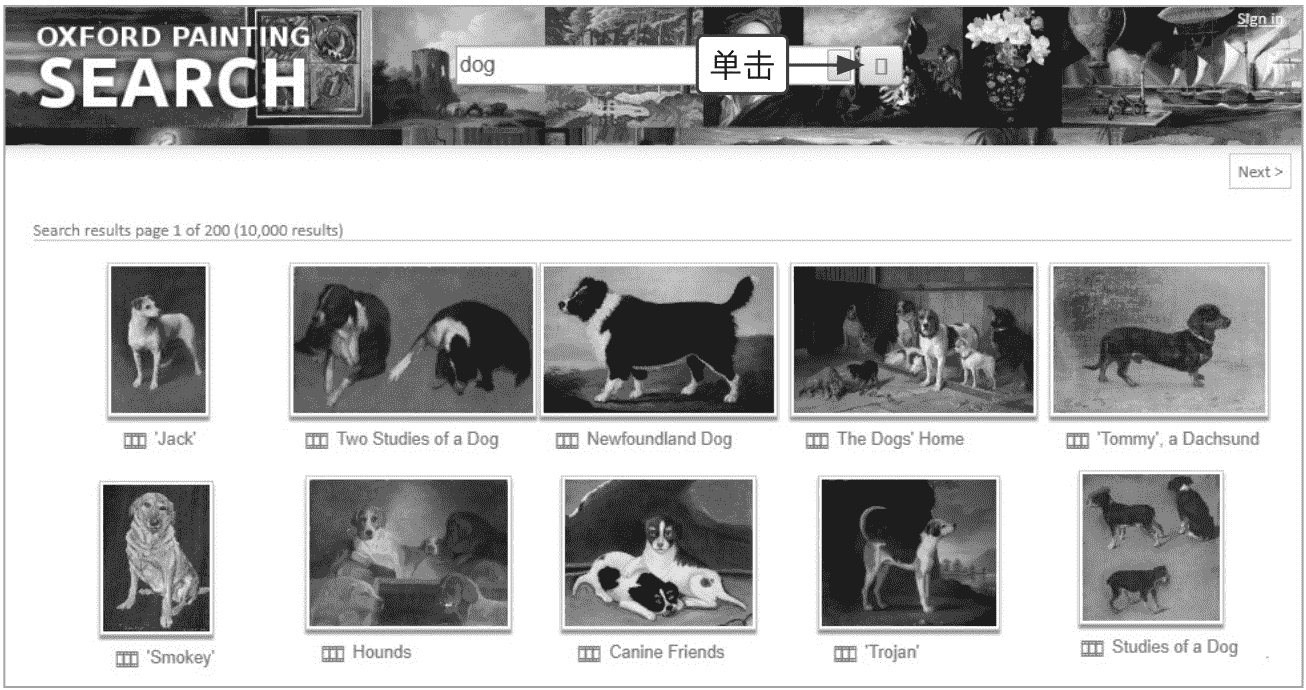 OXFORD PAINTING
SEARCH
dog
单击
Sign in
Next >
Search results page 1 of 200 (10,000 results)
'Jack'
Two Studies of a Dog
Newfoundland Dog
The Dogs' Home
'Tommy', a Dachsund
'Smokey'
Hounds
Canine Friends
'Trojan'
Studies of a Dog